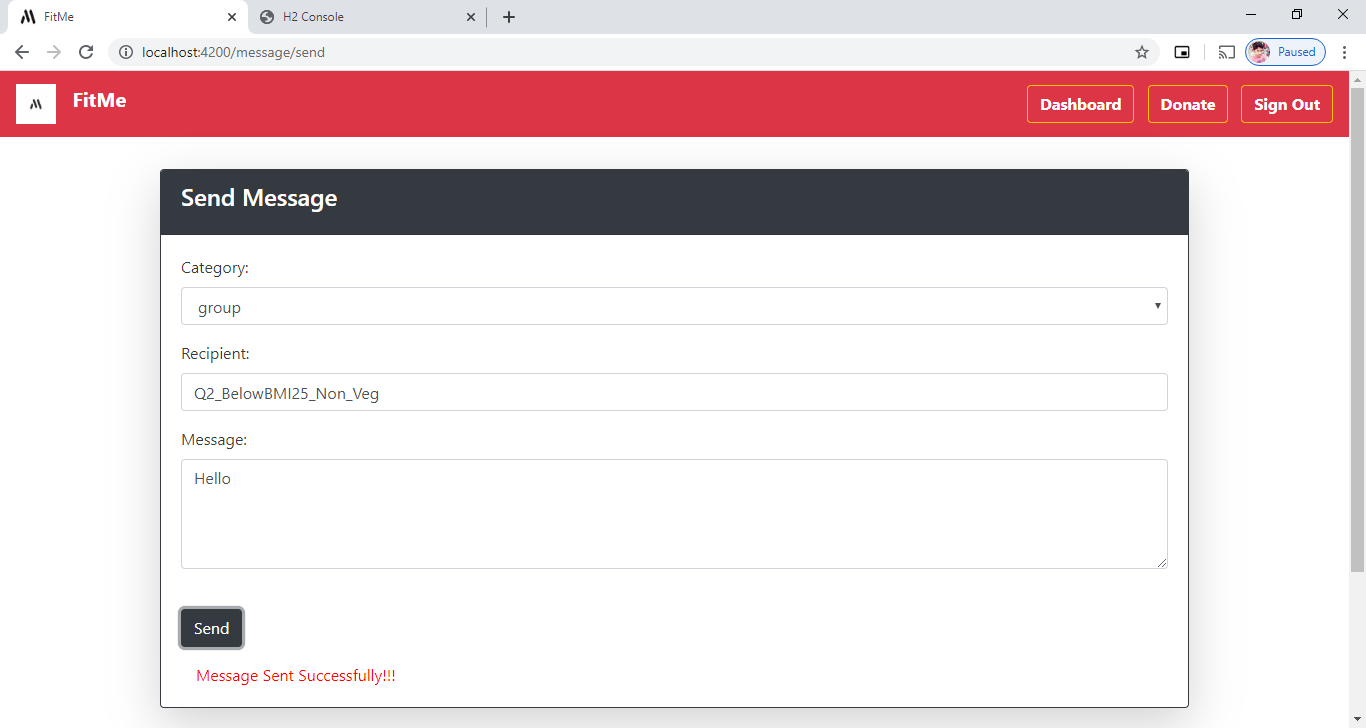 FitMe
H2 Console
localhost:4200/message/send
Paused
FitMe
Dashboard
Donate
Sign Out
Send Message
Category:
group
Recipient:
Q2_BelowBMI25_Non_Veg
Message:
Hello
Send
Message Sent Successfully!!!